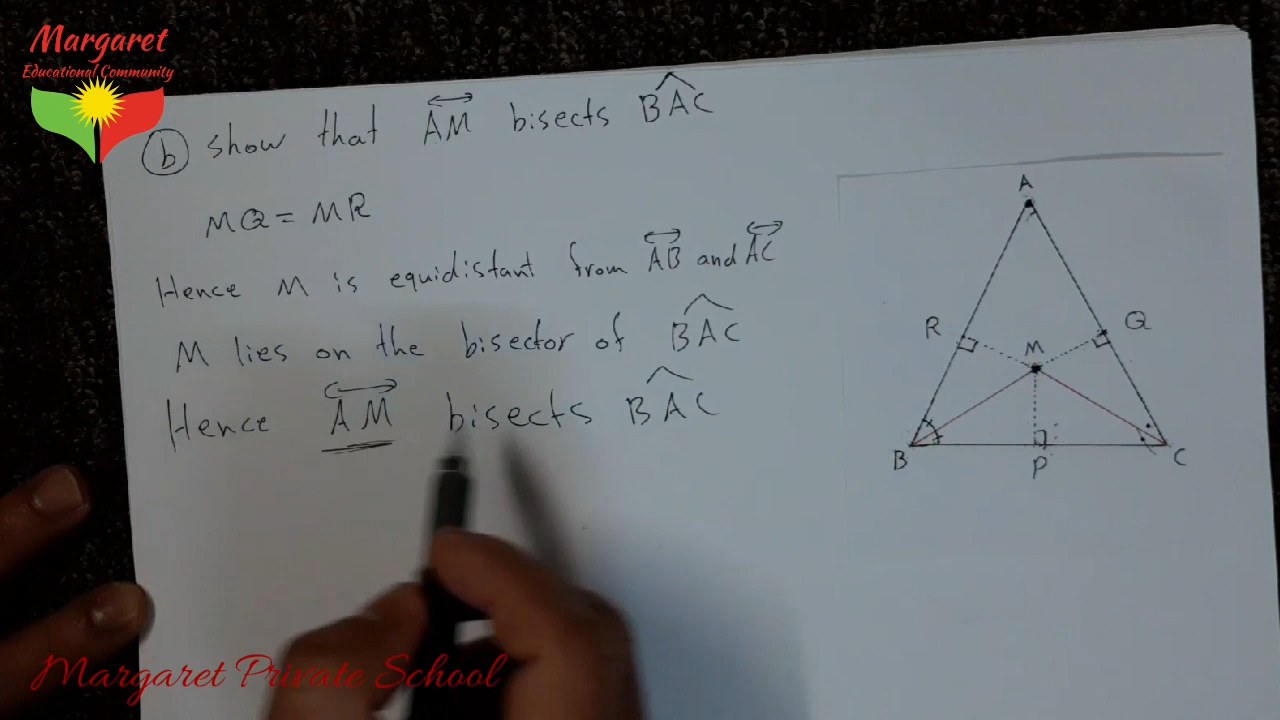 Margaret
Educational Community
b show that AM bisects BAC
MQ = MR
Hence M is equidistant from AB and AC
M lies on the bisector of BAC
Hence AM bisects BAC
A
R
Q
M
B
P
C
Margaret Private School